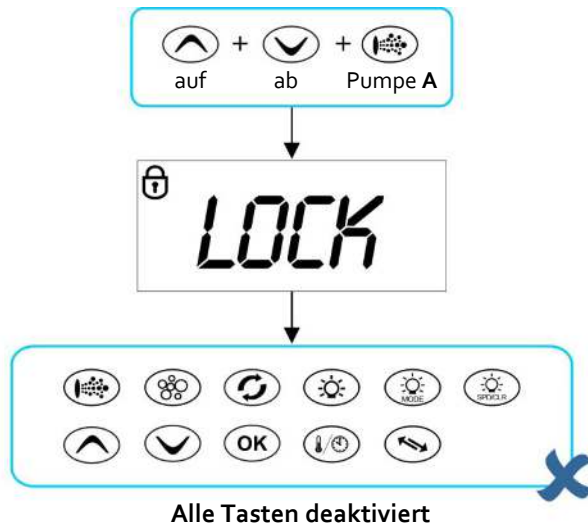 + +
auf ab Pumpe A
LOCK
MODE SPD/CLR
OK
Alle Tasten deaktiviert